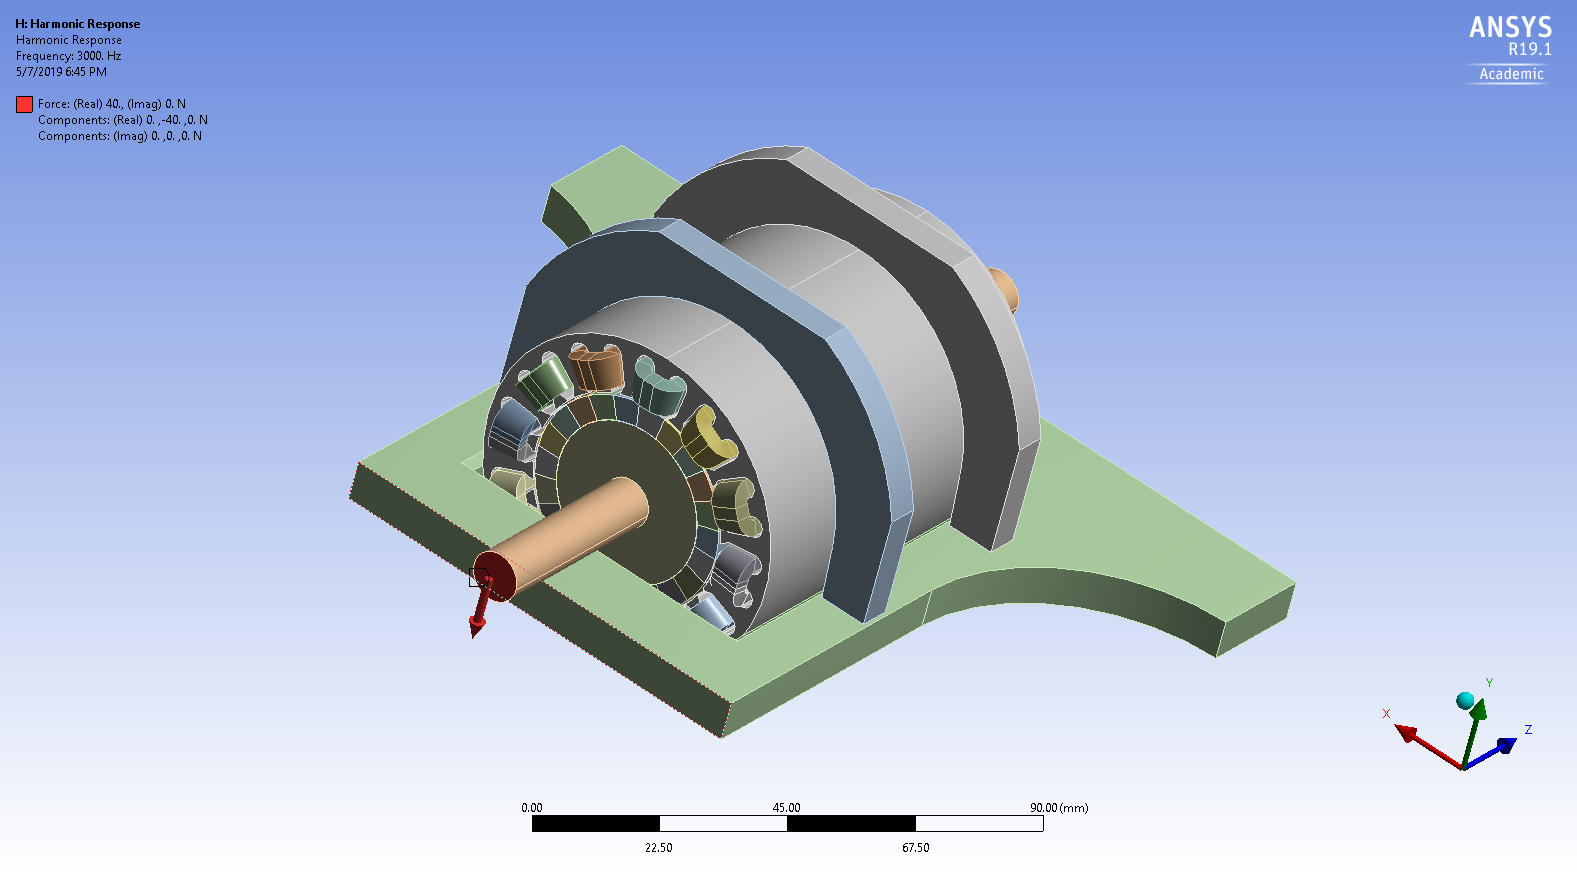 H: Harmonic Response
Harmonic Response
Frequency: 3000. Hz
5/7/2019 6:45 PM
Force: (Real) 40., (Imag) 0. N
Components: (Real) 0. ,-40. ,0. N
Components: (Imag) 0. ,0. ,0. N
ANSYS
R19.1
Academic
Y
X
Z
0.00 45.00 90.00 (mm)
22.50 67.50